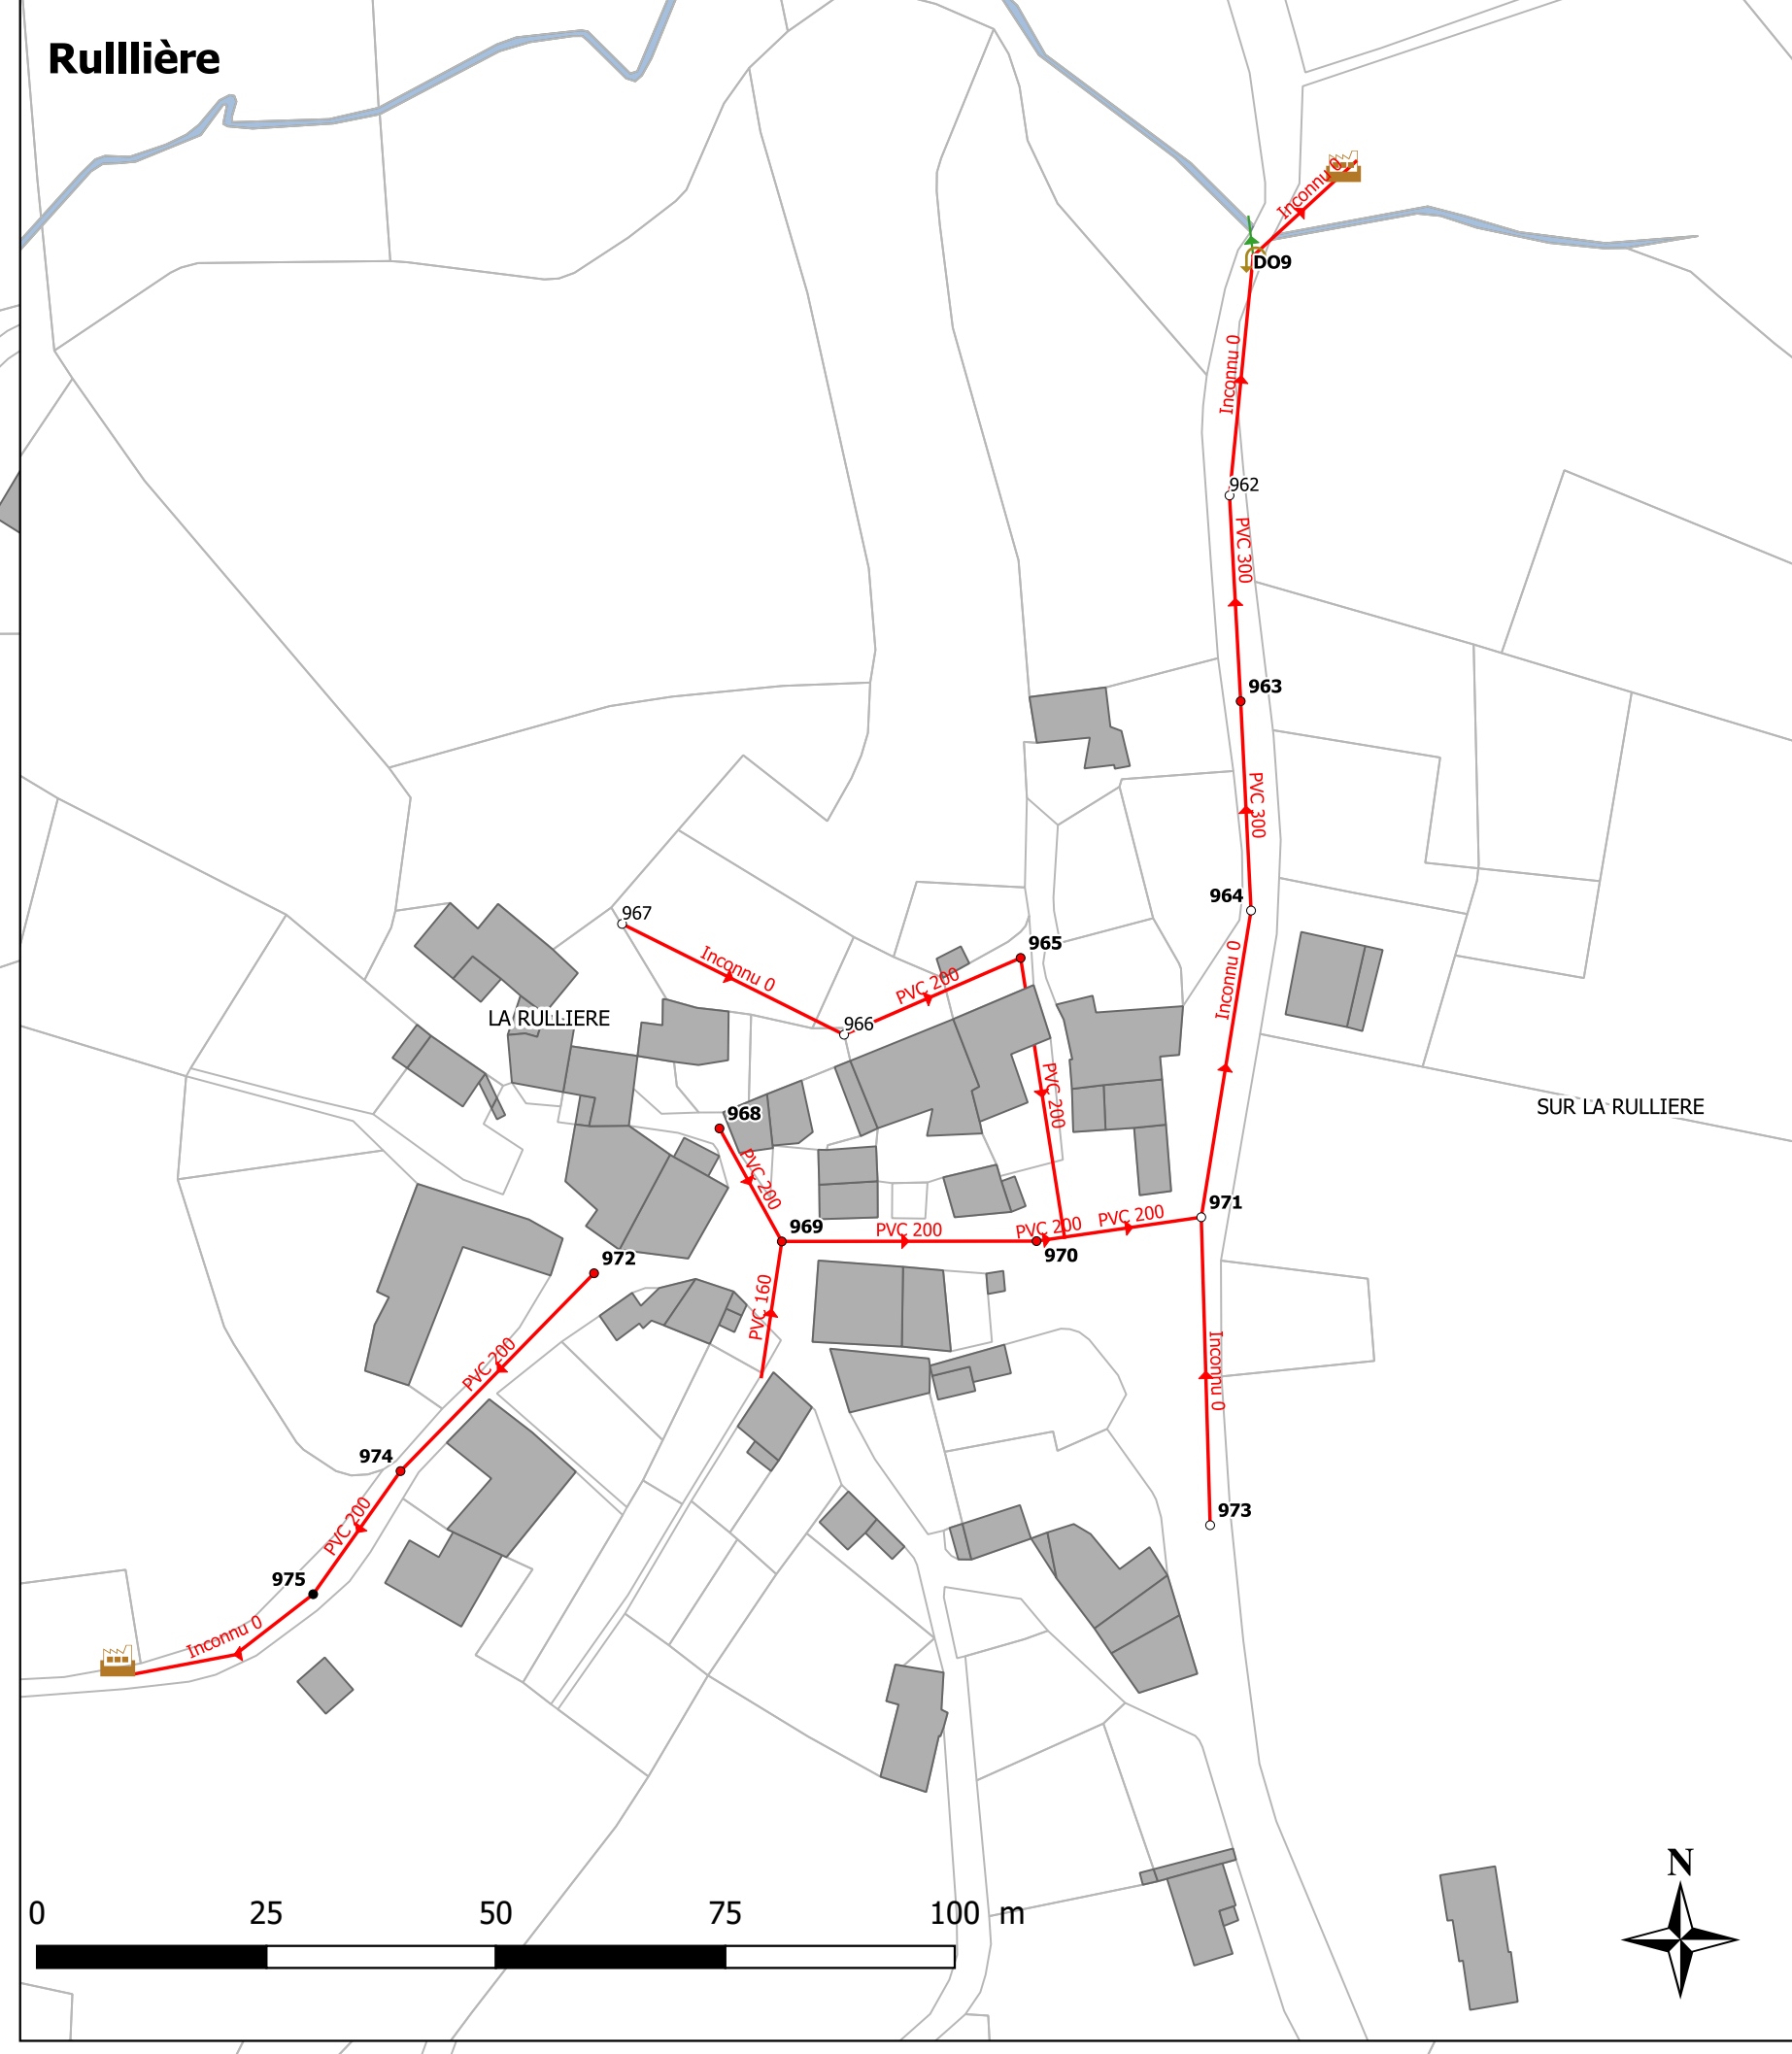 Rulllière
Inconnu 0
DO9
Inconnu 0
962
PVC 300
963
PVC 300
964
967
965
Inconnu 0
PVC 200
Inconnu 0
LA RULLIERE
966
PVC 200
SUR LA RULLIERE
968
PVC 200
971
969
PVC 200
PVC 200
PVC 200
970
972
PVC 160
PVC 200
Inconnu 0
974
973
PVC 200
975
Inconnu 0
N
0 25 50 75 100 m